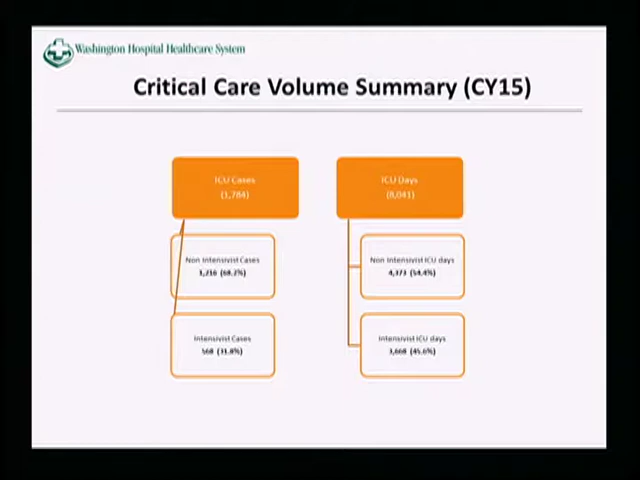 Washington Hospital Healthcare System
Critical Care Volume Summary (CY15)
ICU Cases
(1,784)
ICU Days
(8,041)
Non Intensivist Cases
1,216 (68.2%)
Non Intensivist ICU days
4,373 (54.4%)
Intensivist Cases
568 (31.8%)
Intensivist ICU days
3,668 (45.6%)